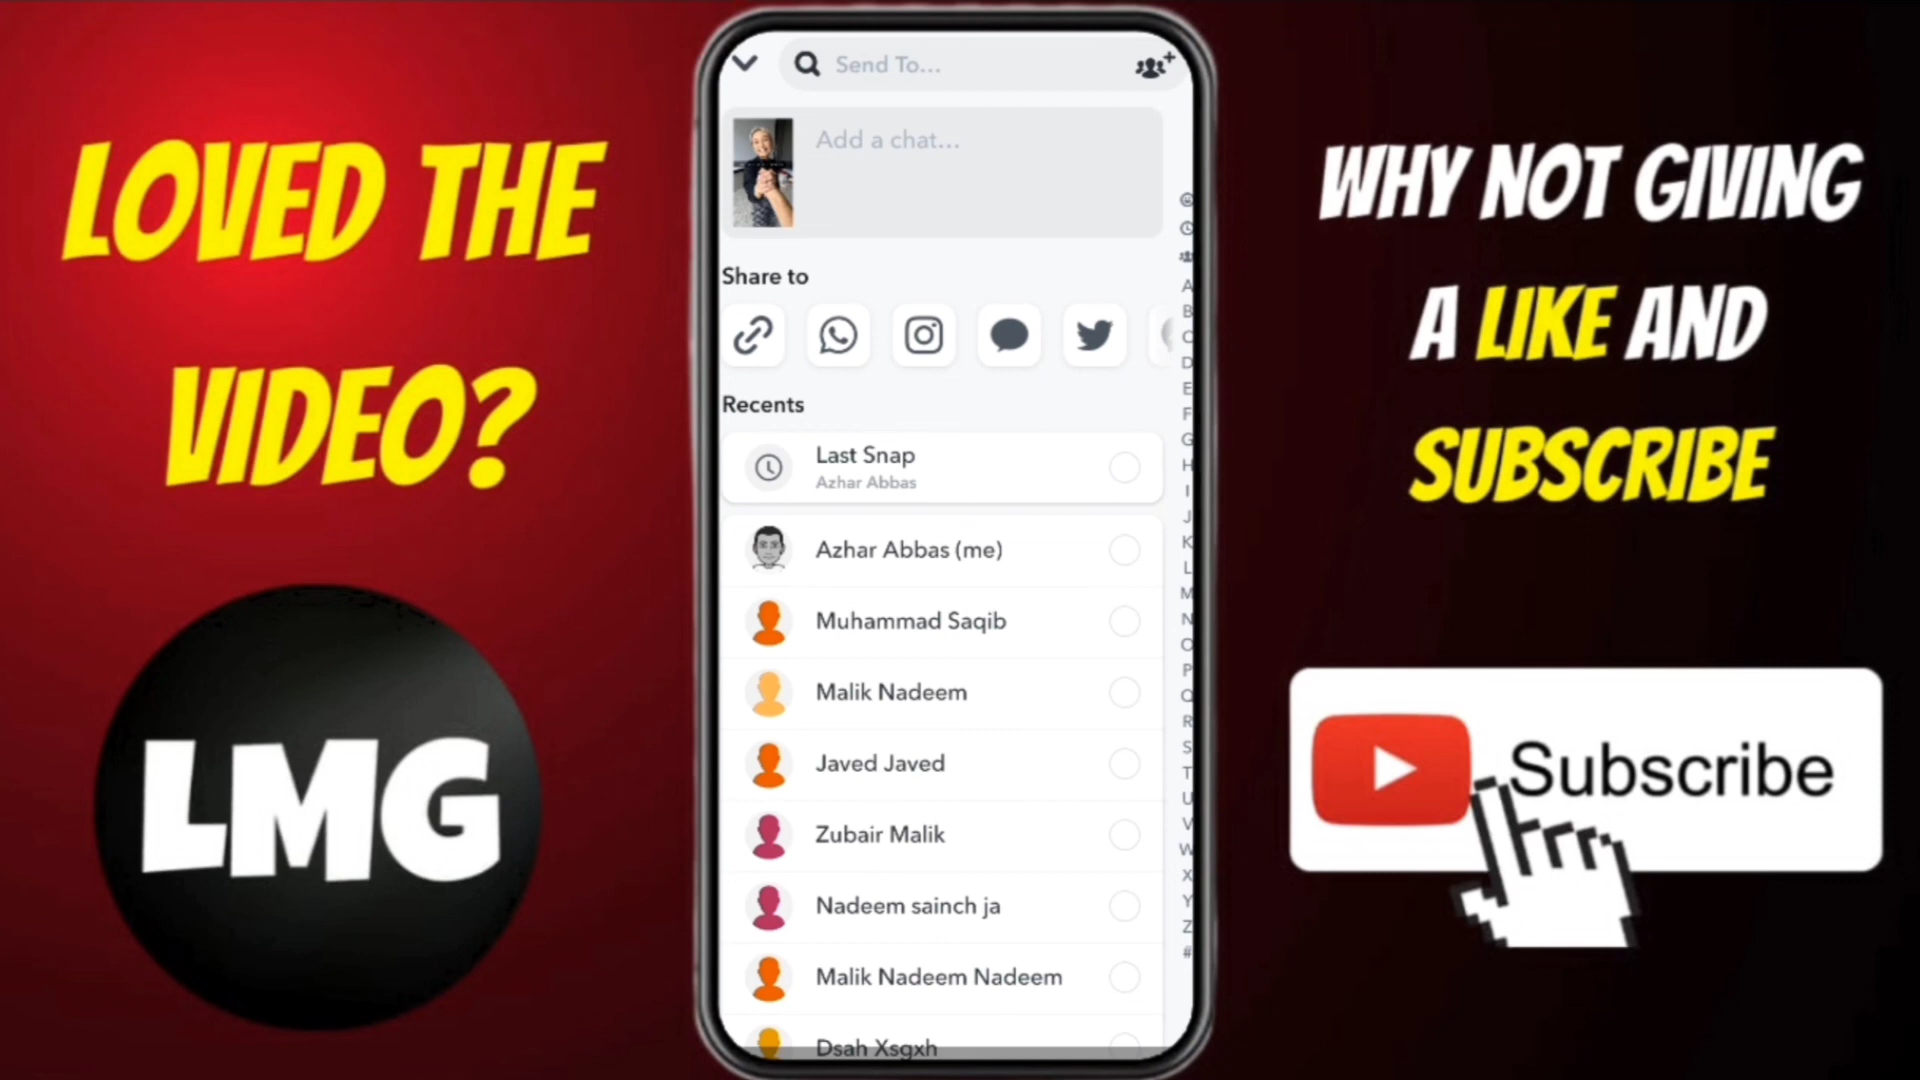 LOVED THE
VIDEO?
LMG
Send To...
Add a chat...
Share to
Recents
Last Snap
Azhar Abbas
Azhar Abbas (me)
Muhammad Saqib
Malik Nadeem
Javed Javed
Zubair Malik
Nadeem sainch ja
Malik Nadeem Nadeem
Dsah Xsgxh
A
B
C
D
E
F
G
H
I
J
K
L
M
N
O
P
Q
R
S
T
U
V
W
X
Y
Z
#
WHY NOT GIVING
A LIKE AND
SUBSCRIBE
Subscribe